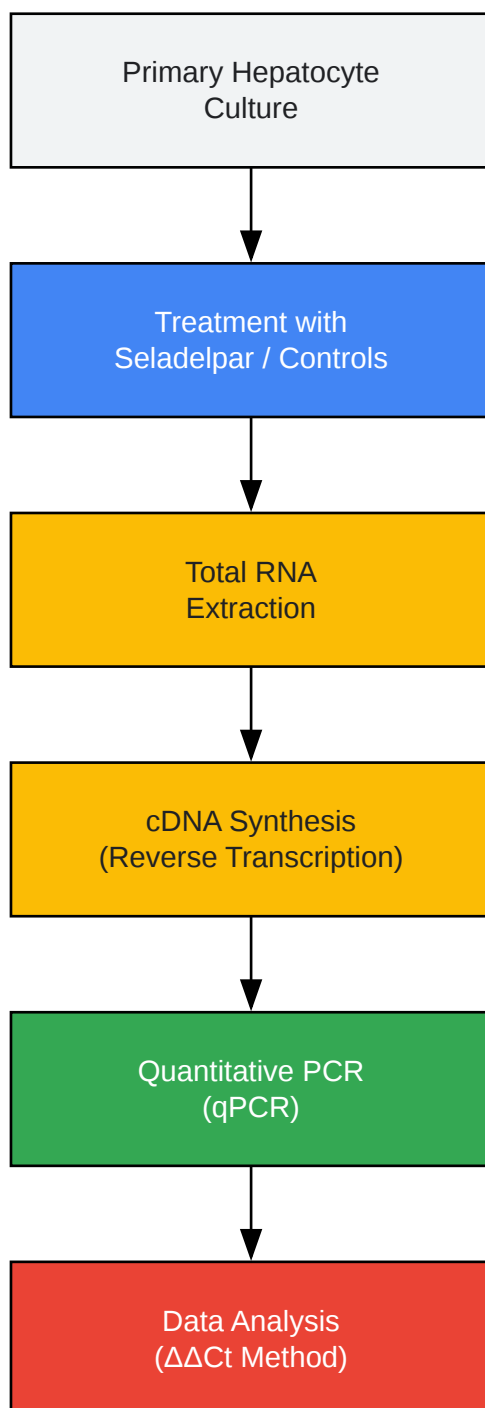 Primary Hepatocyte
Culture
Treatment with
Seladelpar / Controls
Total RNA
Extraction
cDNA Synthesis
(Reverse Transcription)
Quantitative PCR
(qPCR)
Data Analysis
(ΔΔCt Method)